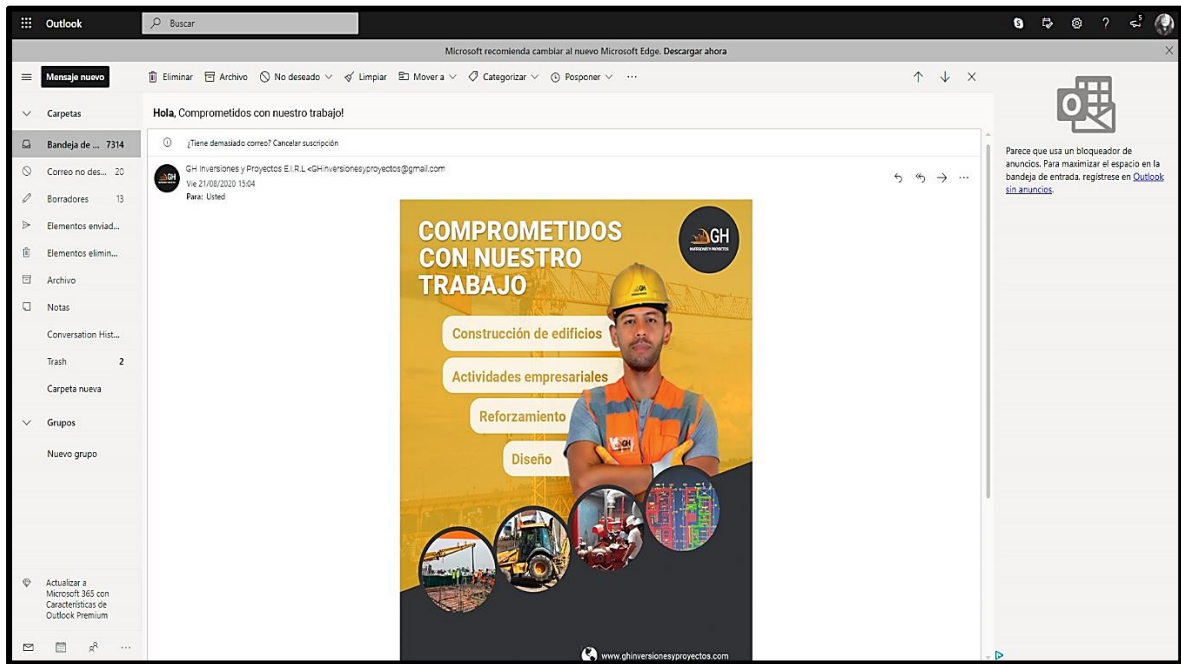 Outlook
Buscar
Microsoft recomienda cambiar al nuevo Microsoft Edge. Descargar ahora
Mensaje nuevo
Eliminar Archivo No deseado Limpiar Mover a Categorizar Posponer ...
Carpetas
Bandeja de ... 7314
Correo no des... 20
Borradores 13
Elementos enviad...
Elementos elimin...
Archivo
Notas
Conversation Hist...
Trash 2
Carpeta nueva
Grupos
Nuevo grupo
Actualizar a
Microsoft 365 con
Características de
Outlook Premium
Hola, Comprometidos con nuestro trabajo!
¿Tiene demasiado correo? Cancelar suscripción
GH Inversiones y Proyectos E.I.R.L <GHinversionesyproyectos@gmail.com
Vie 21/08/2020 15:04
Para: Usted
COMPROMETIDOS
CON NUESTRO
TRABAJO
GH
INVERSIONES Y PROYECTOS
Construcción de edificios
Actividades empresariales
Reforzamiento
Diseño
GH
www.ghinversionesyproyectos.com
Parece que usa un bloqueador de
anuncios. Para maximizar el espacio en la
bandeja de entrada, regístrese en Outlook
sin anuncios.